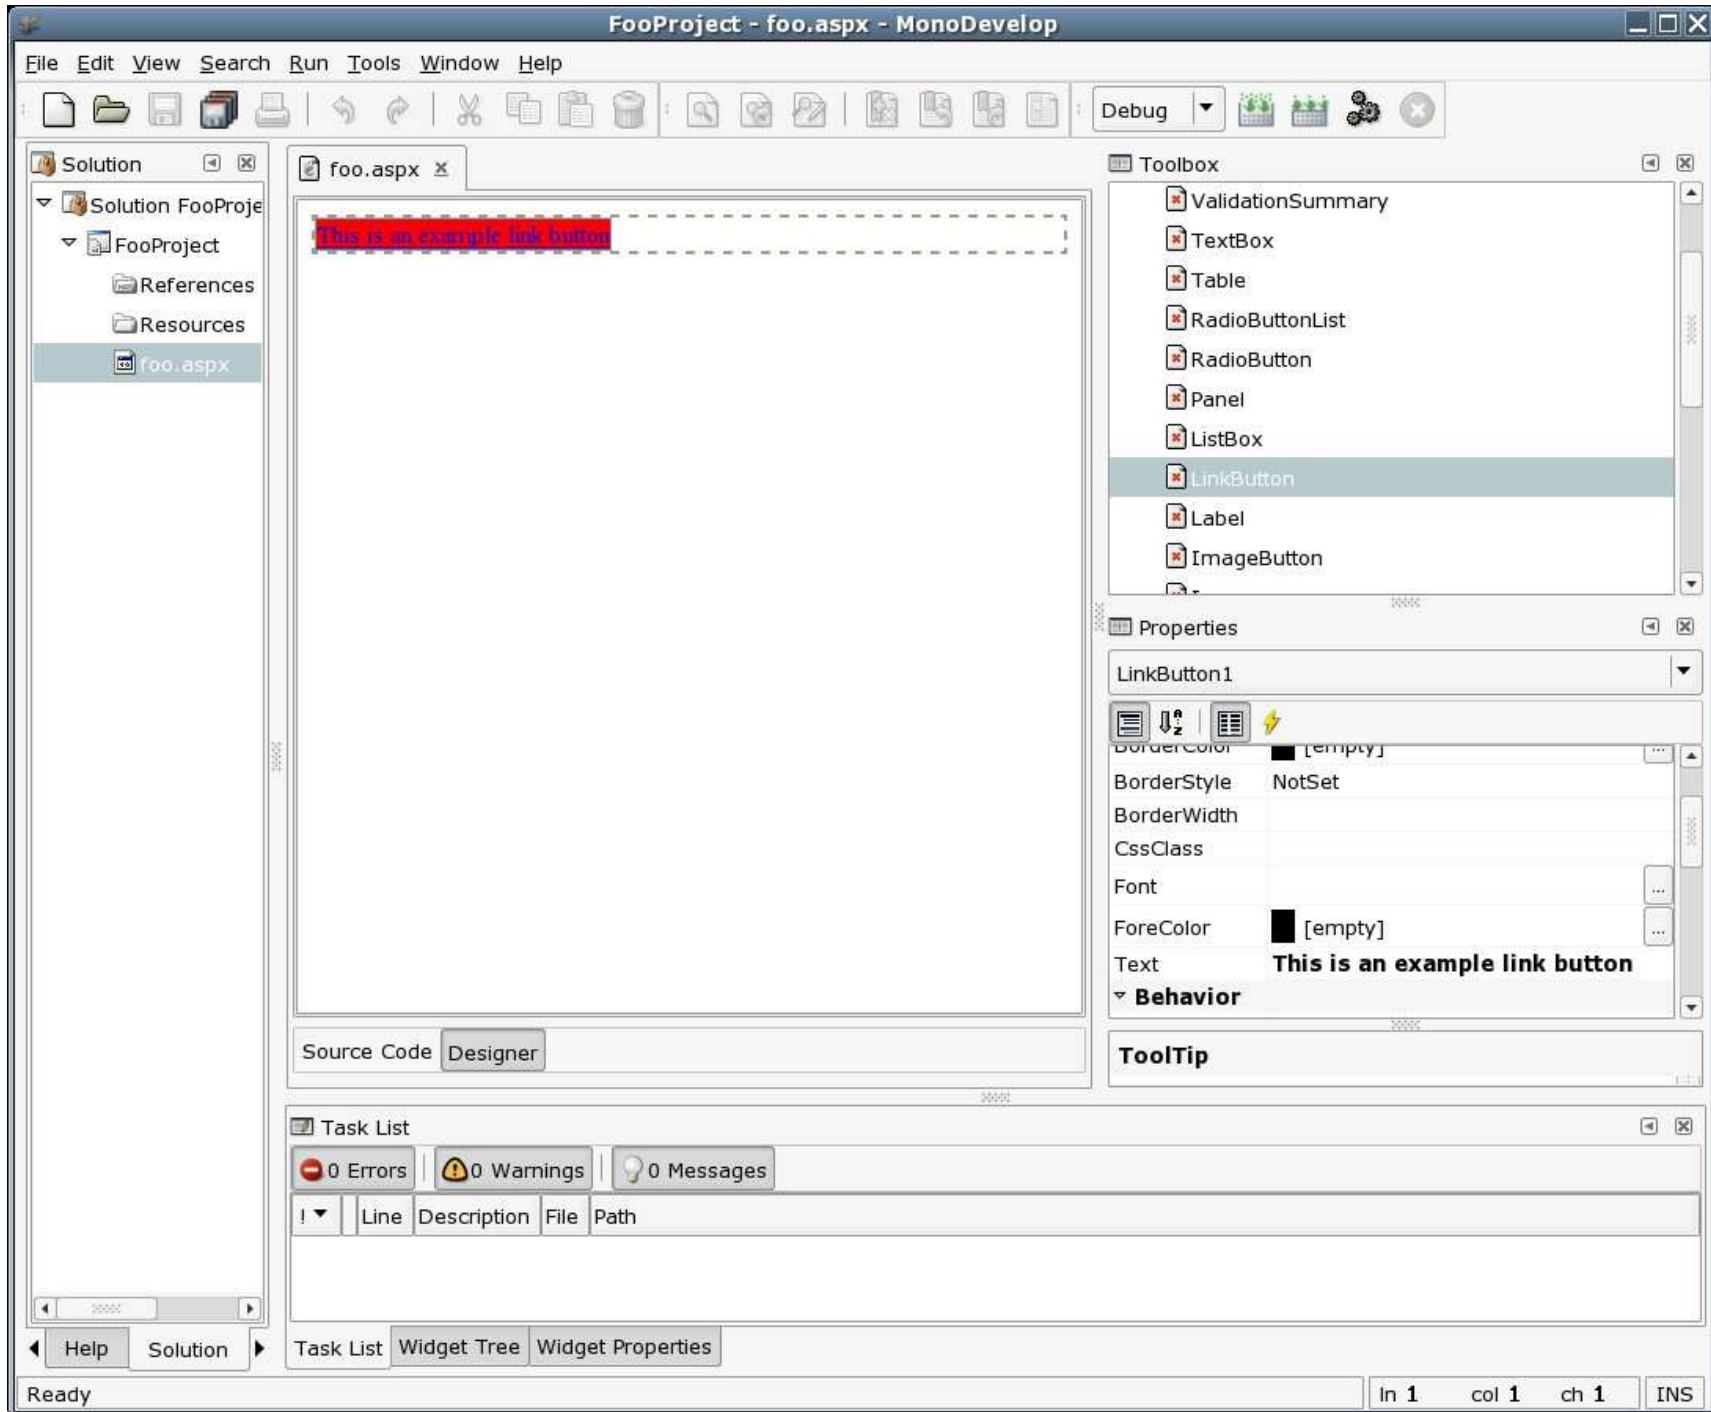 FooProject - foo.aspx - MonoDevelop
File Edit View Search Run Tools Window Help
Debug
Solution
Solution FooProje
FooProject
References
Resources
foo.aspx
foo.aspx
This is an example link button
Source Code Designer
Toolbox
ValidationSummary
TextBox
Table
RadioButtonList
RadioButton
Panel
ListBox
LinkButton
Label
ImageButton
Properties
LinkButton1
BorderColor [empty]
BorderStyle NotSet
BorderWidth
CssClass
Font ...
ForeColor [empty] ...
Text This is an example link button
Behavior
ToolTip
Task List
0 Errors 0 Warnings 0 Messages
! Line Description File Path
Help Solution
Task List Widget Tree Widget Properties
Ready ln 1 col 1 ch 1 INS